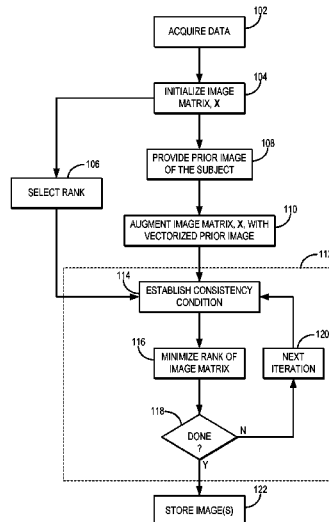 102
ACQUIRE DATA
104
INITIALIZE IMAGE
MATRIX, X
106
SELECT RANK
108
PROVIDE PRIOR IMAGE
OF THE SUBJECT
110
AUGMENT IMAGE MATRIX, X, WITH
VECTORIZED PRIOR IMAGE
114
ESTABLISH CONSISTENCY
CONDITION
116
MINIMIZE RANK OF
IMAGE MATRIX
120
NEXT
ITERATION
118
DONE
?
N
Y
122
STORE IMAGE(S)